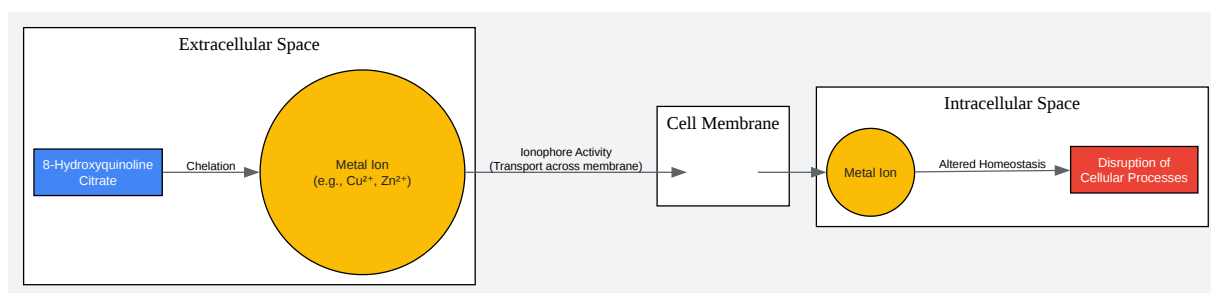 Extracellular Space
8-Hydroxyquinoline
Citrate
Chelation
Metal Ion
(e.g., Cu²⁺, Zn²⁺)
Ionophore Activity
(Transport across membrane)
Cell Membrane
Intracellular Space
Metal Ion
Altered Homeostasis
Disruption of
Cellular Processes